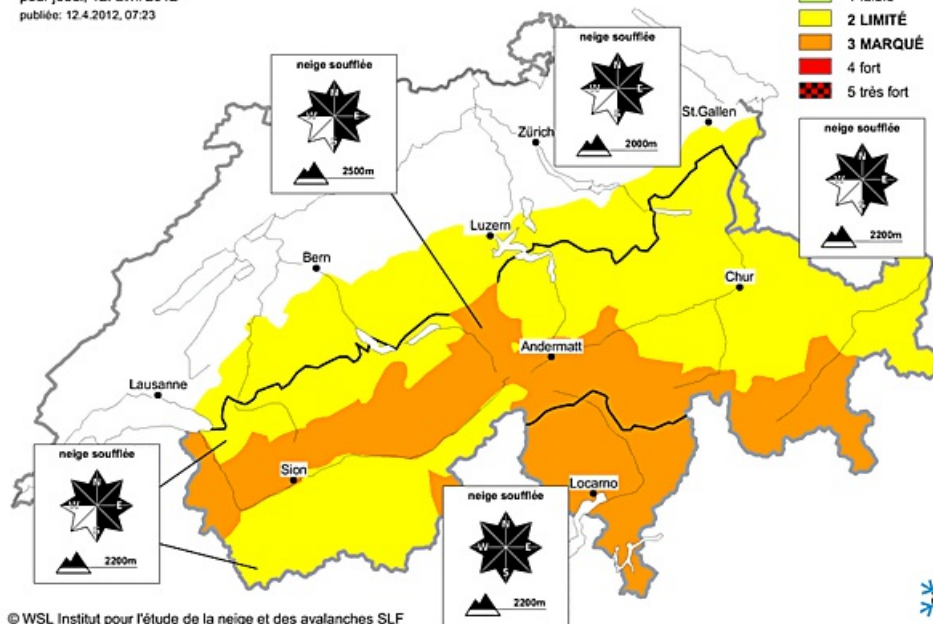 publiée: 12.4.2012, 07:23
2 LIMITÉ
3 MARQUÉ
4 fort
5 très fort
neige soufflée
N
W E
S
2500m
neige soufflée
N
W E
S
2000m
neige soufflée
N
W E
S
2200m
St.Gallen
Zürich
Luzern
Bern
Chur
Andermatt
Lausanne
Sion
Locarno
neige soufflée
N
W E
S
2200m
neige soufflée
N
W E
S
2200m
© WSL Institut pour l'étude de la neige et des avalanches SLF